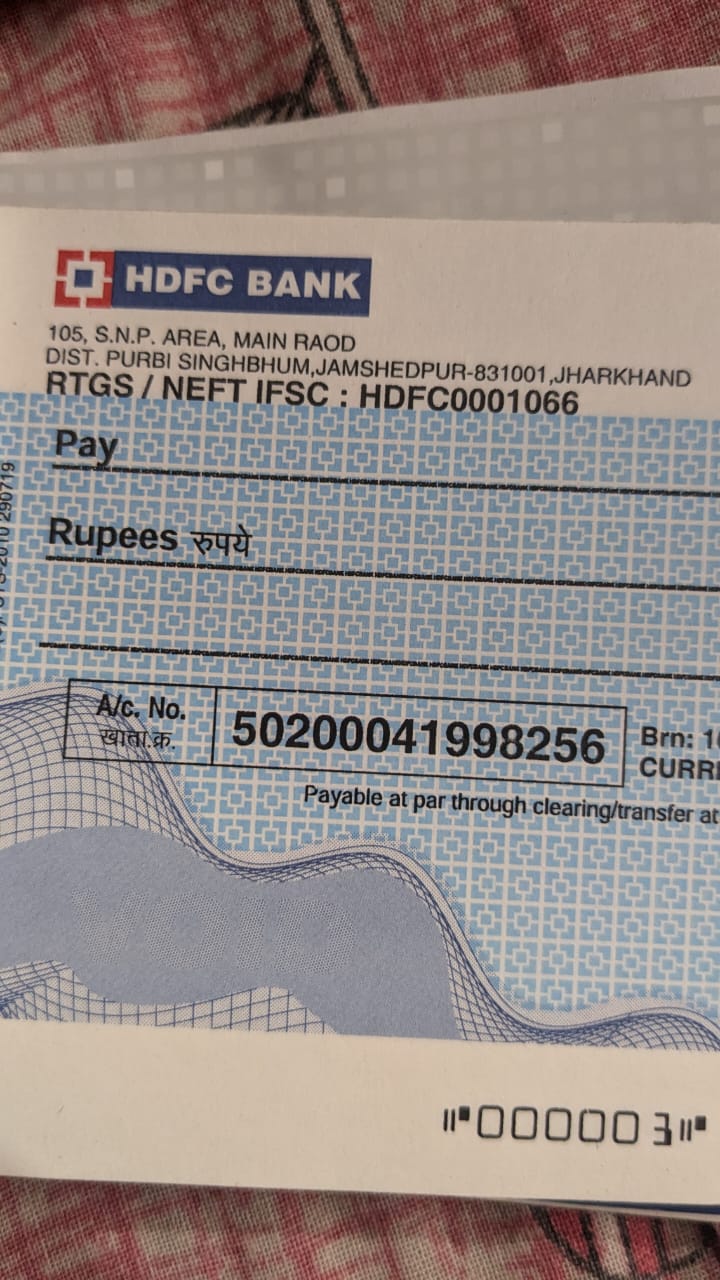 HDFC BANK
105, S.N.P. AREA, MAIN RAOD
DIST. PURBI SINGHBHUM,JAMSHEDPUR-831001,JHARKHAND
RTGS / NEFT IFSC : HDFC0001066
Pay
Rupees रुपये
A/c. No.
खाता.क्र.
50200041998256
Brn:
Payable at par through clearing/transfer at
VOID
⑈000003⑈